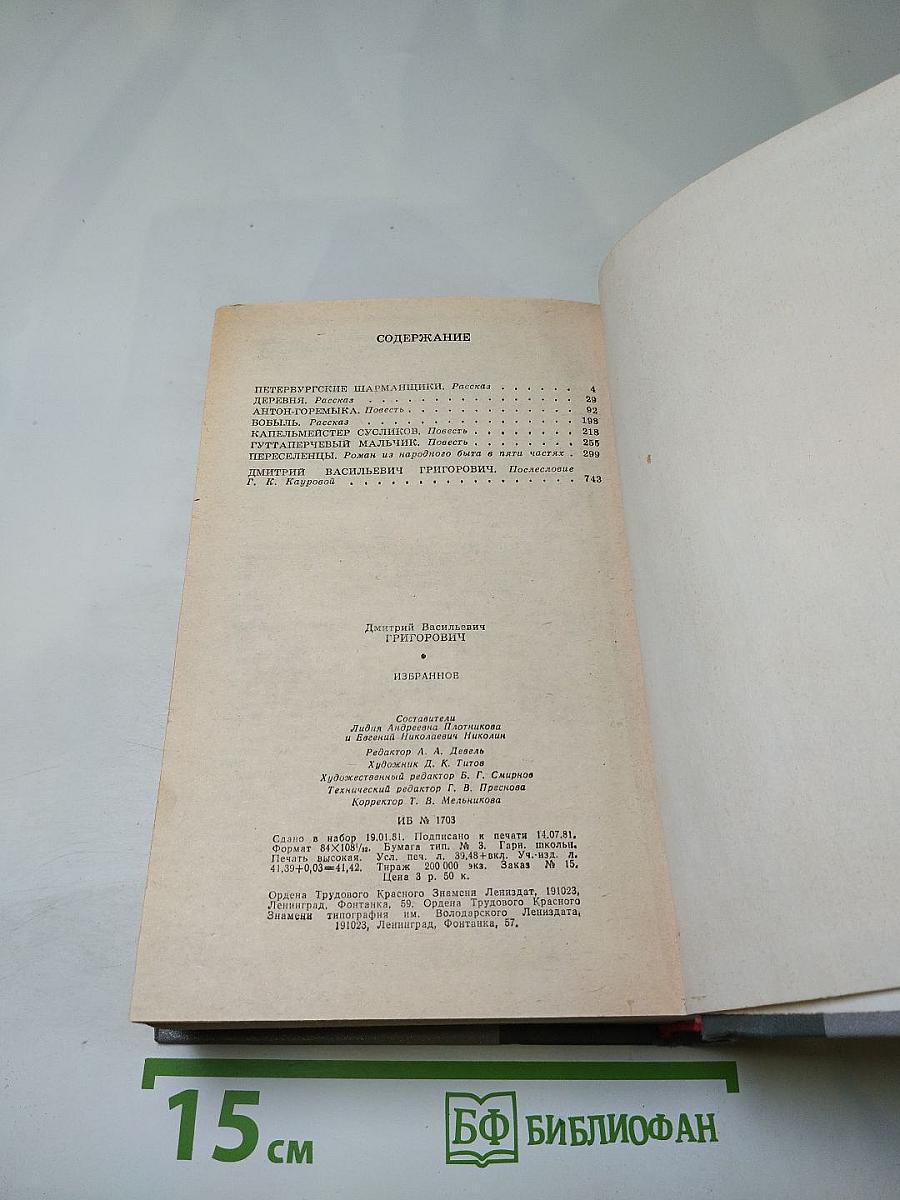 СОДЕРЖАНИЕ
ПЕТЕРБУРГСКИЕ ШАРМАНЩИКИ. Рассказ . . . . . . 4
ДЕРЕВНЯ. Рассказ . . . . . . . . . . . . . . . 29
АНТОН-ГОРЕМЫКА. Повесть . . . . . . . . . . . . 92
БОБЫЛЬ. Рассказ . . . . . . . . . . . . . . . . 198
КАПЕЛЬМЕЙСТЕР СУСЛИКОВ. Повесть . . . . . . . . 218
ГУТТАПЕРЧЕВЫЙ МАЛЬЧИК. Повесть . . . . . . . . 255
ПЕРЕСЕЛЕНЦЫ. Роман из народного быта в пяти частях . 299
ДМИТРИЙ ВАСИЛЬЕВИЧ ГРИГОРОВИЧ. Послесловие
Г. К. Кауровой . . . . . . . . . . . . . . . . . 743
Дмитрий Васильевич
ГРИГОРОВИЧ
•
ИЗБРАННОЕ
Составители
Лидия Андреевна Плотникова
и Евгений Николаевич Николин
Редактор А. А. Девель
Художник Д. К. Титов
Художественный редактор Б. Г. Смирнов
Технический редактор Г. В. Преснова
Корректор Т. В. Мельникова
ИБ № 1703
Сдано в набор 19.01.81. Подписано к печати 14.07.81.
Формат 84×108¹/₃₂. Бумага тип. № 3. Гарн. школьн.
Печать высокая. Усл. печ. л. 39,48+вкл. Уч.-изд. л.
41,39+0,03=41,42. Тираж 200 000 экз. Заказ № 15.
Цена 3 р. 50 к.
Ордена Трудового Красного Знамени Лениздат, 191023,
Ленинград, Фонтанка, 59. Ордена Трудового Красного
Знамени типография им. Володарского Лениздата,
191023, Ленинград, Фонтанка, 57.
15 см
БФ БИБЛИОФАН